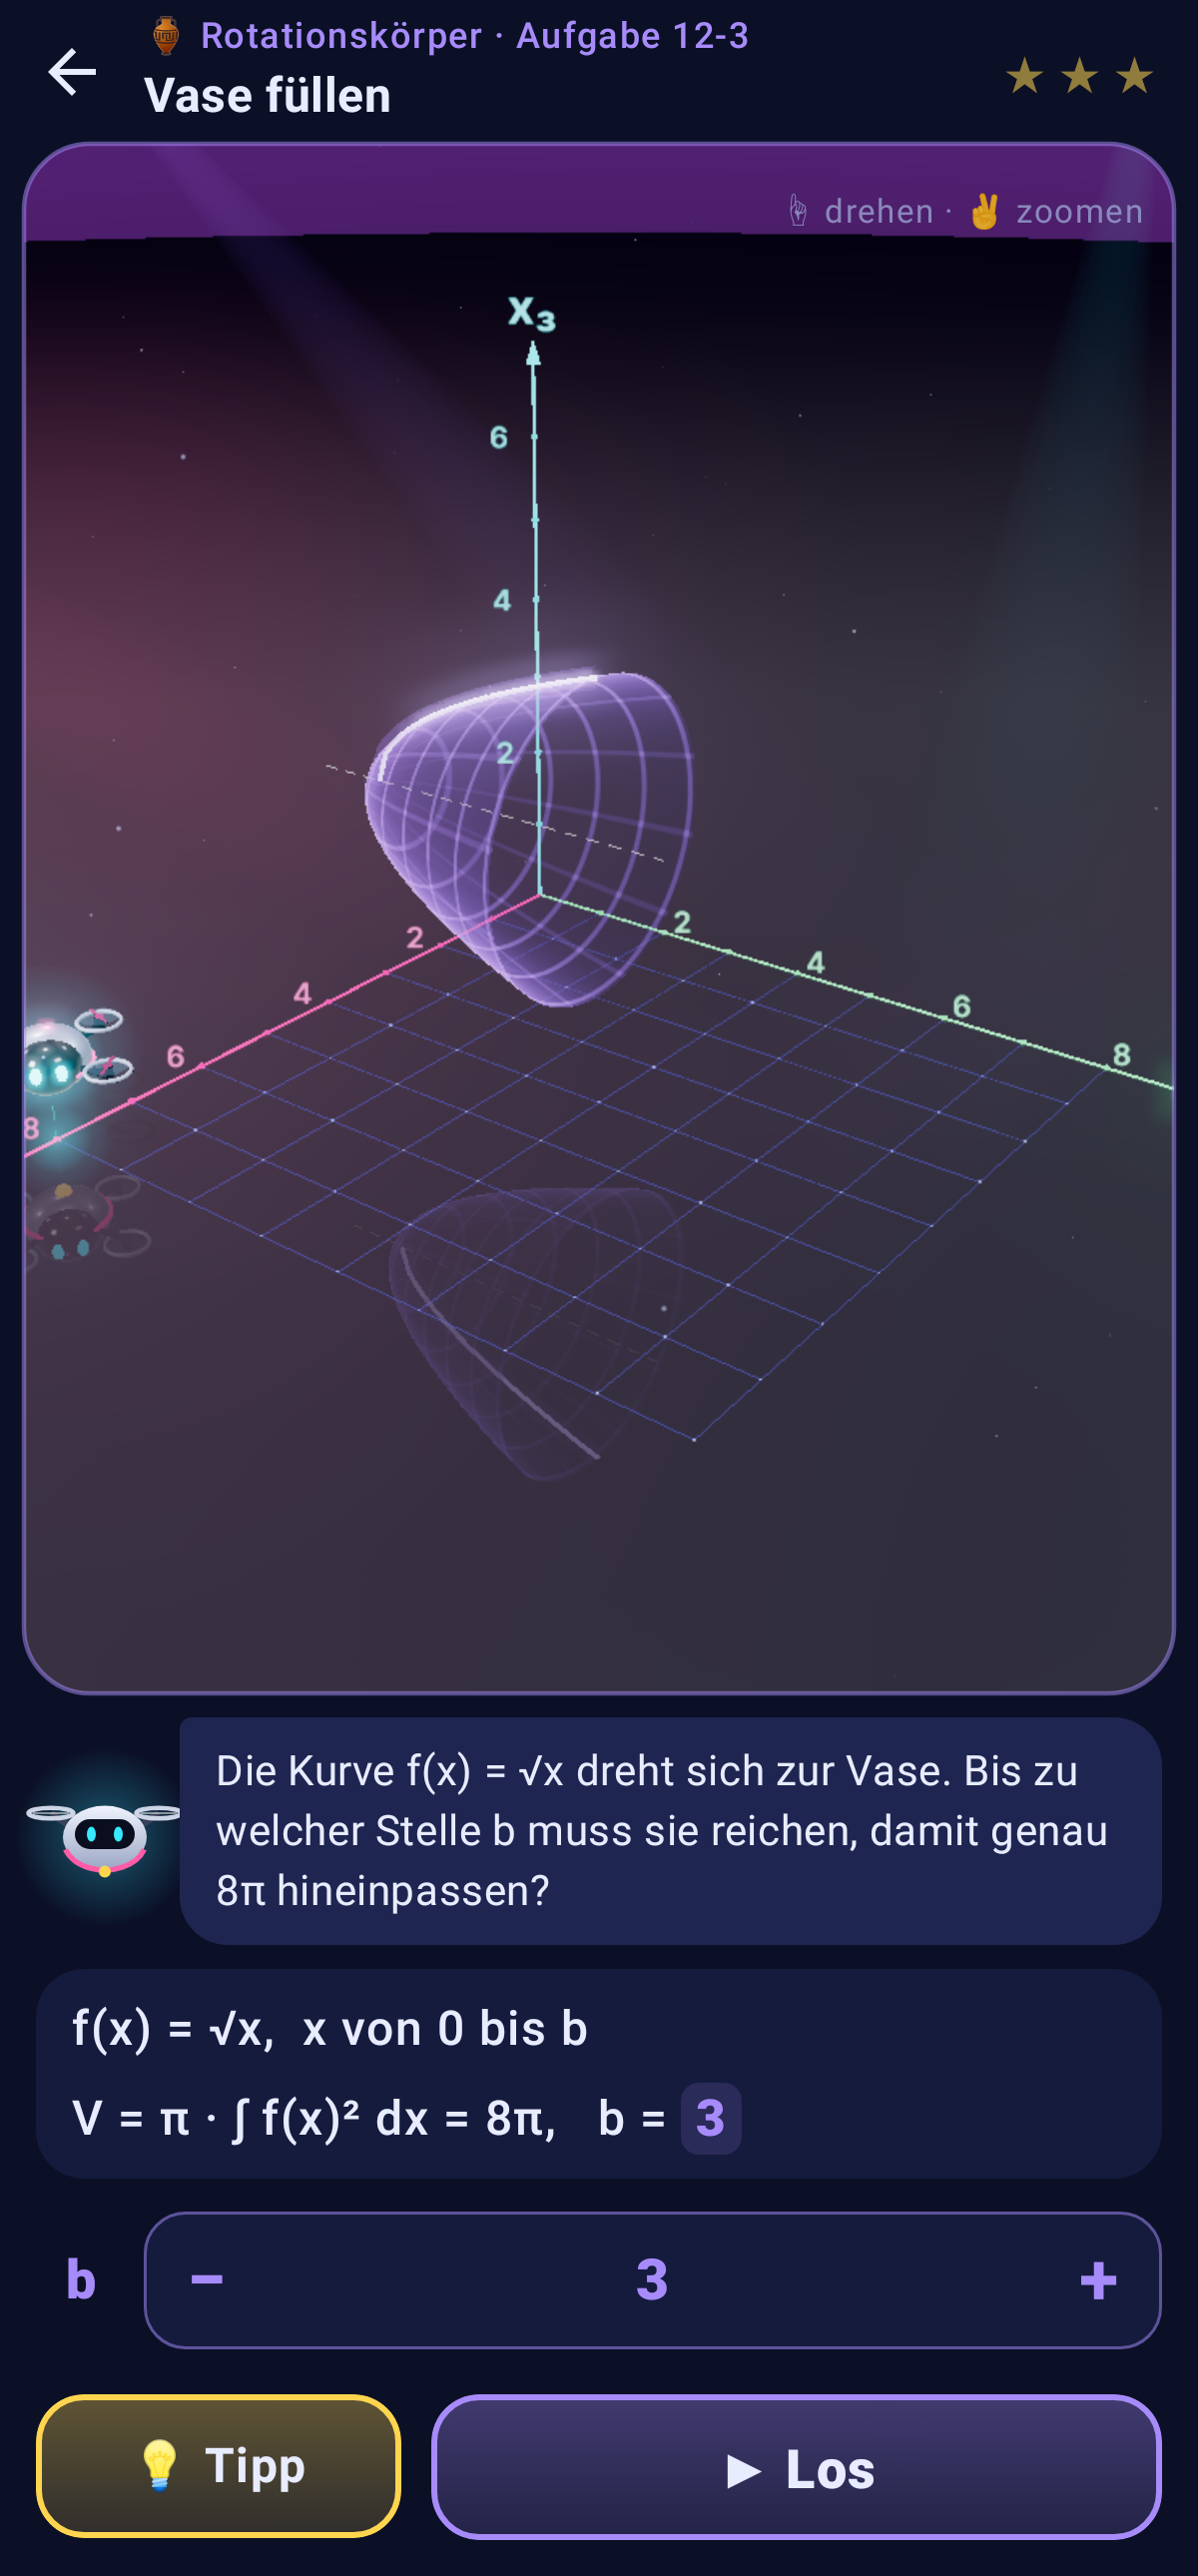 Rotationskörper · Aufgabe 12-3
Vase füllen
★ ★ ★
drehen · zoomen
x₃
6
4
2
2
4
6
8
2
4
6
8
Die Kurve f(x) = √x dreht sich zur Vase. Bis zu
welcher Stelle b muss sie reichen, damit genau
8π hineinpassen?
f(x) = √x, x von 0 bis b
V = π · ∫ f(x)² dx = 8π, b = 3
b − 3 +
Tipp
Los